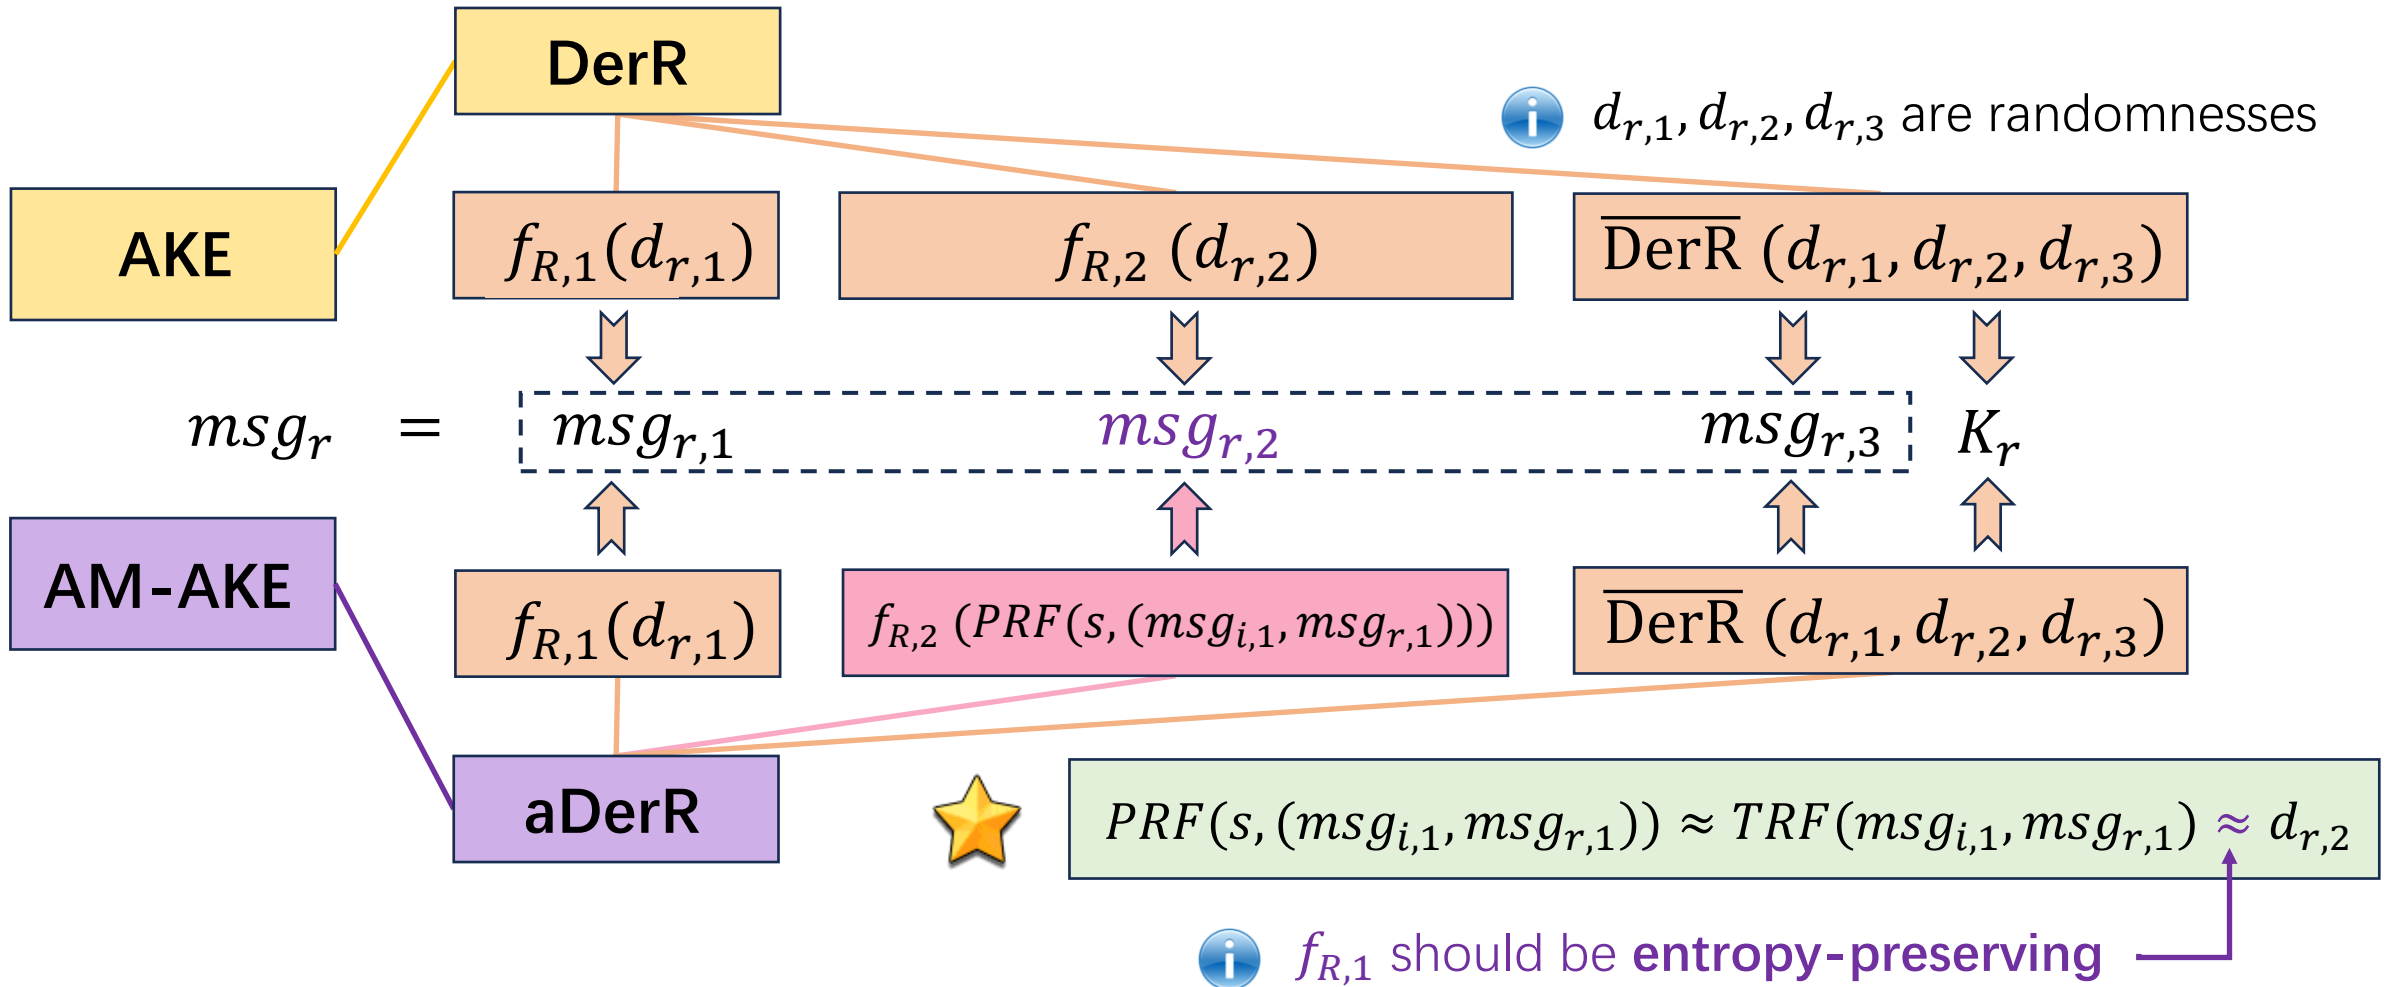 DerR
d_{r,1}, d_{r,2}, d_{r,3} are randomnesses
AKE
f_{R,1}(d_{r,1})
f_{R,2} (d_{r,2})
\overline{DerR} (d_{r,1}, d_{r,2}, d_{r,3})
msg_r = msg_{r,1} msg_{r,2} msg_{r,3} K_r
AM-AKE
f_{R,1}(d_{r,1})
f_{R,2} (PRF(s, (msg_{i,1}, msg_{r,1})))
\overline{DerR} (d_{r,1}, d_{r,2}, d_{r,3})
aDerR
PRF(s, (msg_{i,1}, msg_{r,1})) ≈ TRF(msg_{i,1}, msg_{r,1}) ≈ d_{r,2}
f_{R,1} should be entropy-preserving